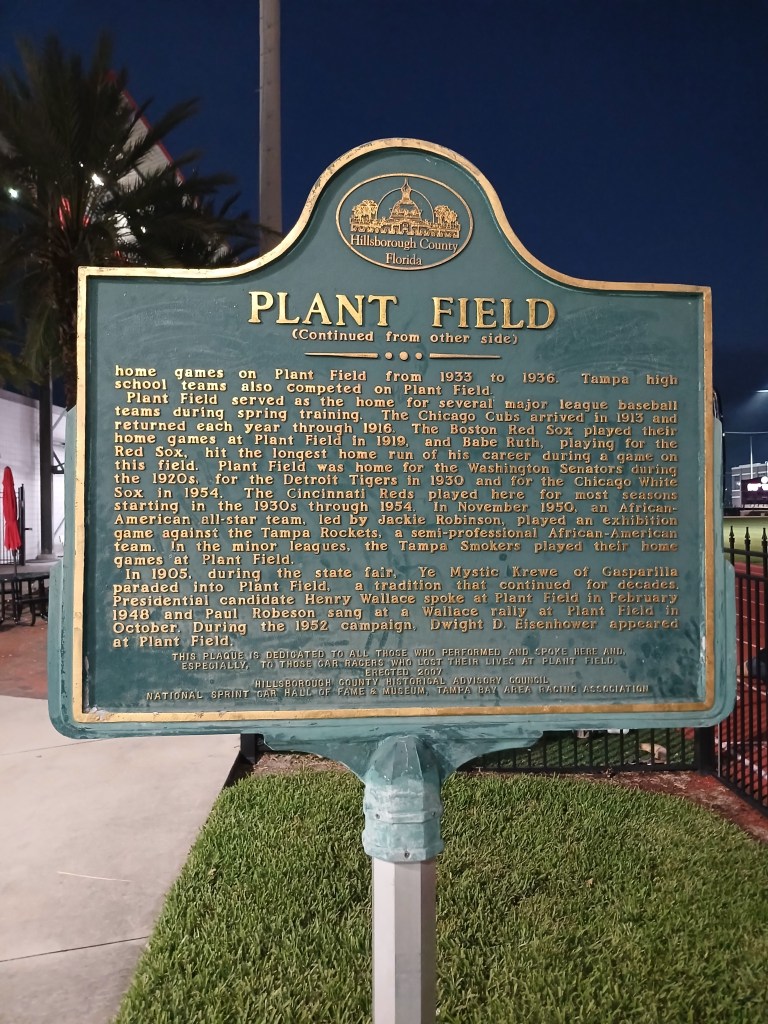 Hillsborough County
Florida
PLANT FIELD
(Continued from other side)
home games on Plant Field from 1933 to 1936. Tampa high
school teams also competed on Plant Field.
Plant Field served as the home for several major league baseball
teams during spring training. The Chicago Cubs arrived in 1913 and
returned each year through 1916. The Boston Red Sox played their
home games at Plant Field in 1919, and Babe Ruth, playing for the
Red Sox, hit the longest home run of his career during a game on
this field. Plant Field was home for the Washington Senators during
the 1920s, for the Detroit Tigers in 1930 and for the Chicago White
Sox in 1954. The Cincinnati Reds played here for most seasons
starting in the 1930s through 1954. In November 1950, an African-
American all-star team, led by Jackie Robinson, played an exhibition
game against the Tampa Rockets, a semi-professional African-American
team. In the minor leagues, the Tampa Smokers played their home
games at Plant Field.
In 1905, during the state fair, Ye Mystic Krewe of Gasparilla
paraded into Plant Field, a tradition that continued for decades.
Presidential candidate Henry Wallace spoke at Plant Field in February
1948 and Paul Robeson sang at a Wallace rally at Plant Field in
October. During the 1952 campaign, Dwight D. Eisenhower appeared
at Plant Field.
THIS PLAQUE IS DEDICATED TO ALL THOSE WHO PERFORMED AND SPOKE HERE AND,
ESPECIALLY, TO THOSE CAR RACERS WHO LOST THEIR LIVES AT PLANT FIELD.
ERECTED 2007
HILLSBOROUGH COUNTY HISTORICAL ADVISORY COUNCIL
NATIONAL SPRINT CAR HALL OF FAME & MUSEUM, TAMPA BAY AREA RACING ASSOCIATION